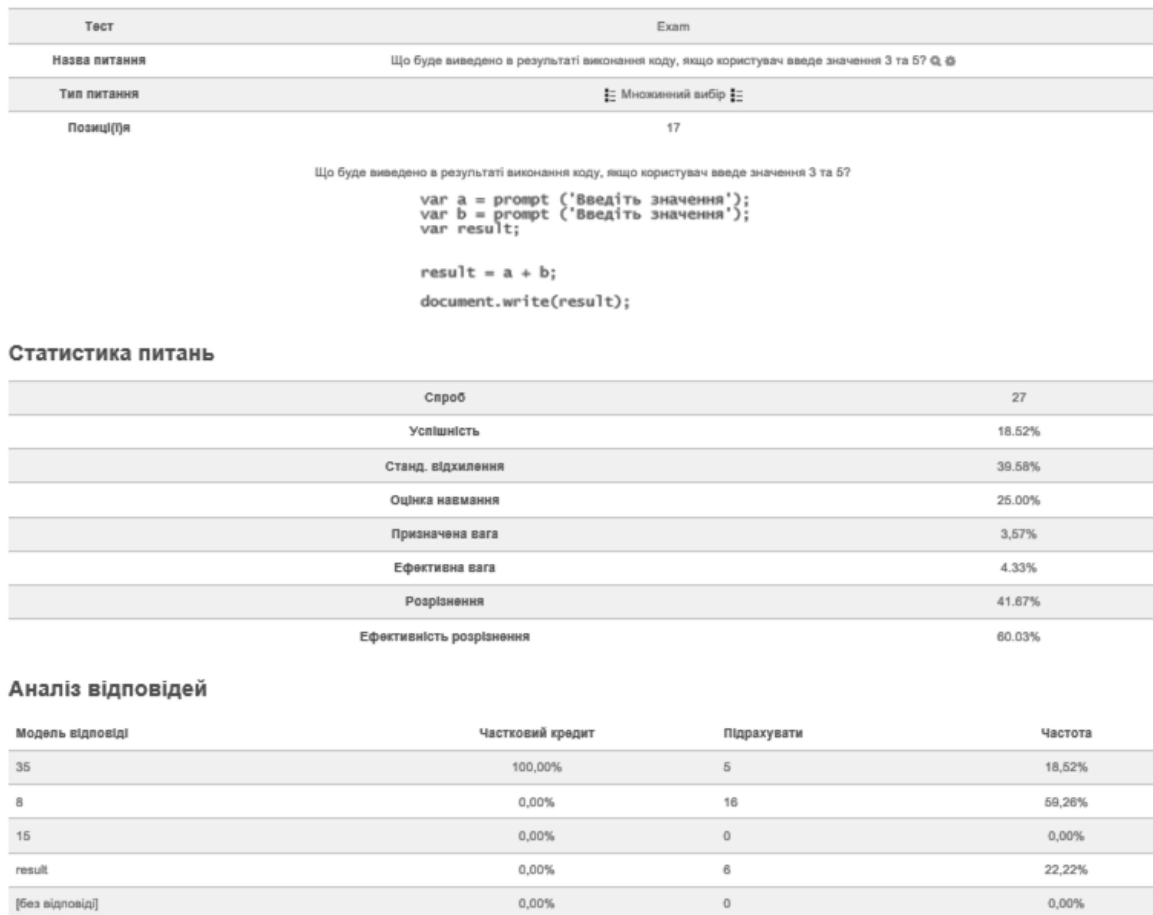 Тест Exam
Назва питання Що буде виведено в результаті виконання коду, якщо користувач введе значення 3 та 5?
Тип питання Множинний вибір
Позиці(ї)я 17
Що буде виведено в результаті виконання коду, якщо користувач введе значення 3 та 5?
var a = prompt ('Введіть значення');
var b = prompt ('Введіть значення');
var result;
result = a + b;
document.write(result);
Статистика питань
Спроб 27
Успішність 18.52%
Станд. відхилення 39.58%
Оцінка навмання 25.00%
Призначена вага 3,57%
Ефективна вага 4.33%
Розрізнення 41.67%
Ефективність розрізнення 60.03%
Аналіз відповідей
Модель відповіді Частковий кредит Підрахувати Частота
35 100,00% 5 18,52%
8 0,00% 16 59,26%
15 0,00% 0 0,00%
result 0,00% 6 22,22%
[без відповіді] 0,00% 0 0,00%